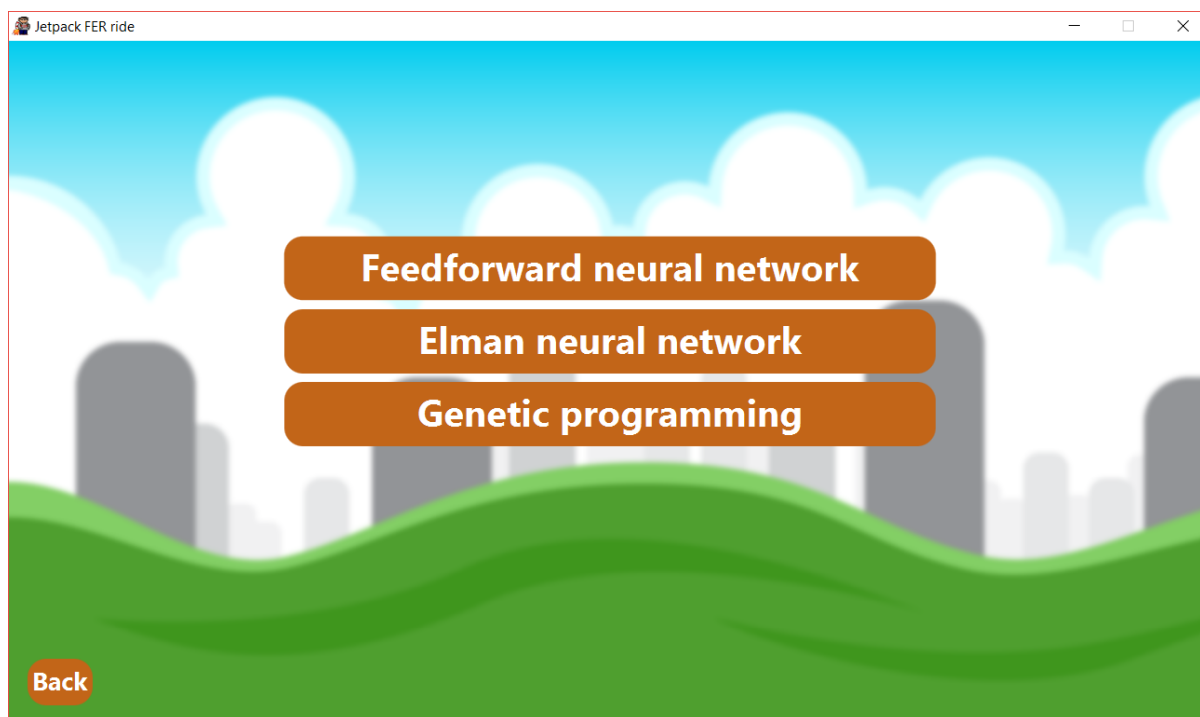 Jetpack FER ride
Feedforward neural network
Elman neural network
Genetic programming
Back